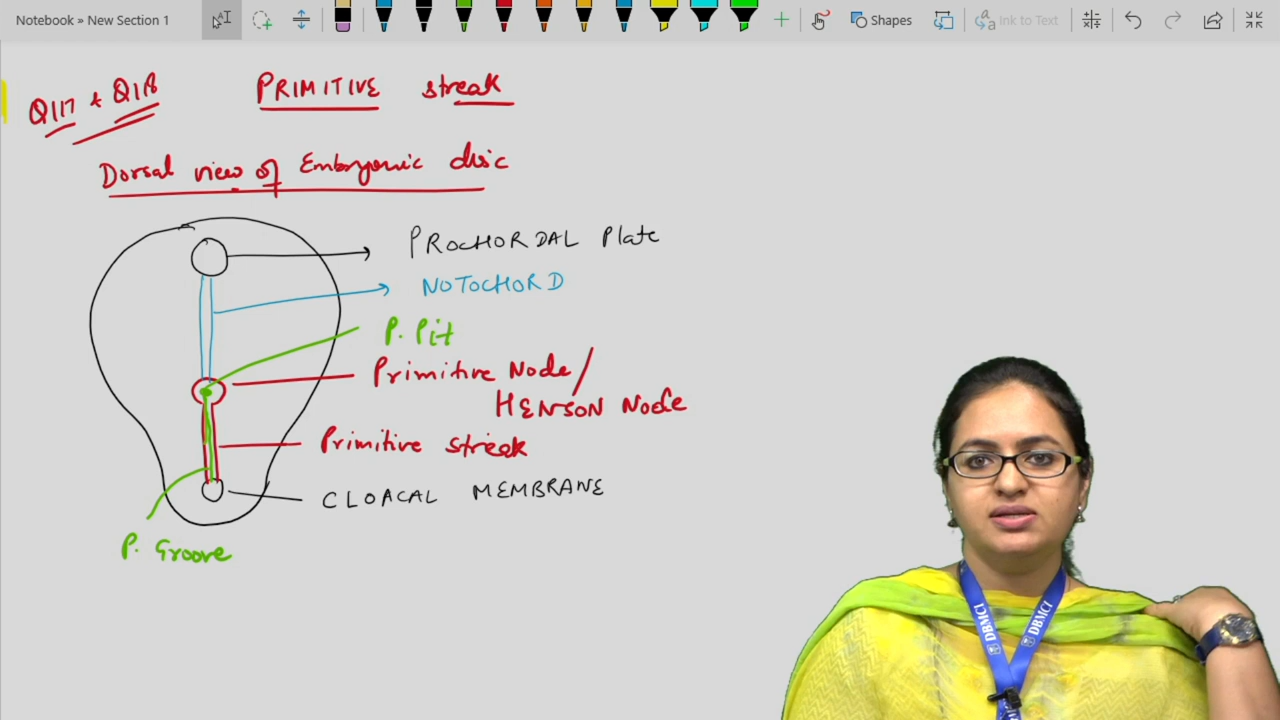 Notebook » New Section 1
Shapes
Ink to Text
Q117 & Q118
PRIMITIVE streak
Dorsal view of Embryonic disc
PROCHORDAL Plate
NOTOCHORD
P. Pit
Primitive Node/
HENSON Node
Primitive streak
CLOACAL MEMBRANE
P. Groove
DBMCI
DBMCI